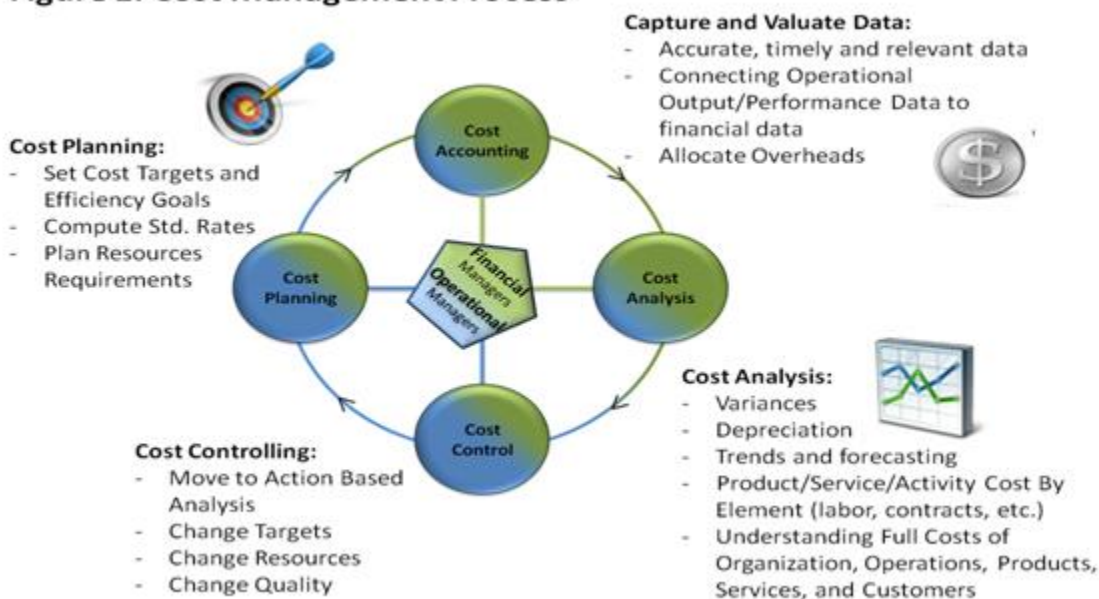 Capture and Valuate Data:
- Accurate, timely and relevant data
- Connecting Operational
Output/Performance Data to
financial data
- Allocate Overheads
$
Cost Planning:
- Set Cost Targets and
Efficiency Goals
- Compute Std. Rates
- Plan Resources
Requirements
Cost
Accounting
Cost
Planning
Financial
Managers
Operational
Managers
Cost
Analysis
Cost
Control
Cost Analysis:
- Variances
- Depreciation
- Trends and forecasting
- Product/Service/Activity Cost By
Element (labor, contracts, etc.)
- Understanding Full Costs of
Organization, Operations, Products,
Services, and Customers
Cost Controlling:
- Move to Action Based
Analysis
- Change Targets
- Change Resources
- Change Quality